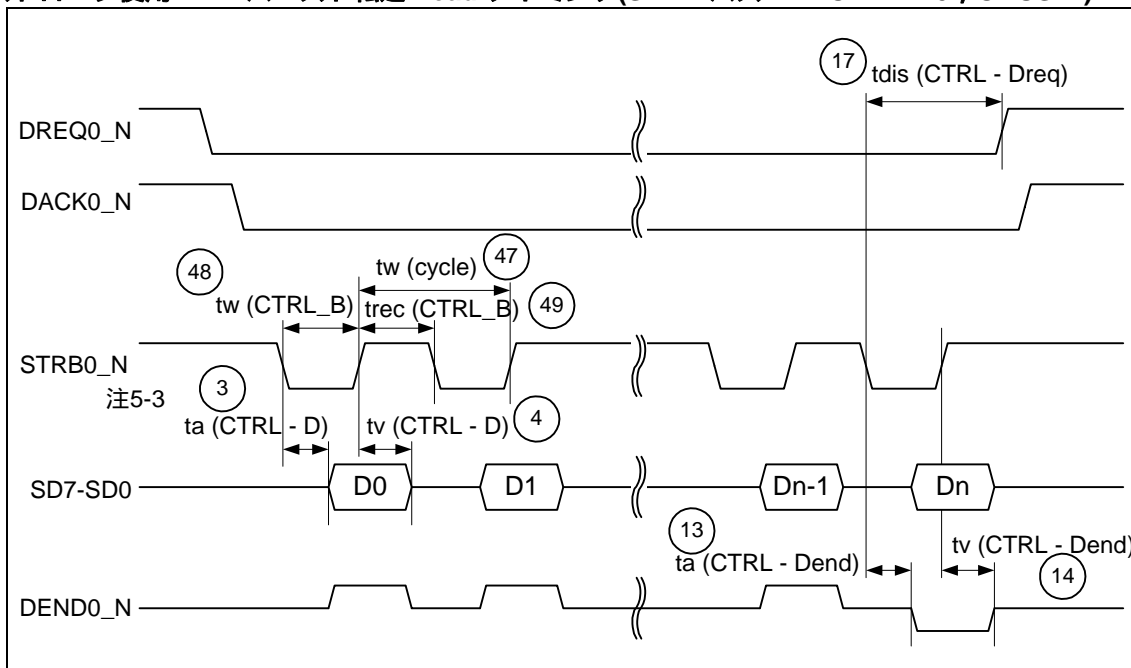 17
tdis (CTRL - Dreq)
DREQ0_N
DACK0_N
48
tw (cycle)
47
tw (CTRL_B)
trec (CTRL_B)
49
STRB0_N
注5-3
3
ta (CTRL - D)
tv (CTRL - D)
4
SD7-SD0
D0
D1
Dn-1
Dn
13
ta (CTRL - Dend)
tv (CTRL - Dend)
14
DEND0_N